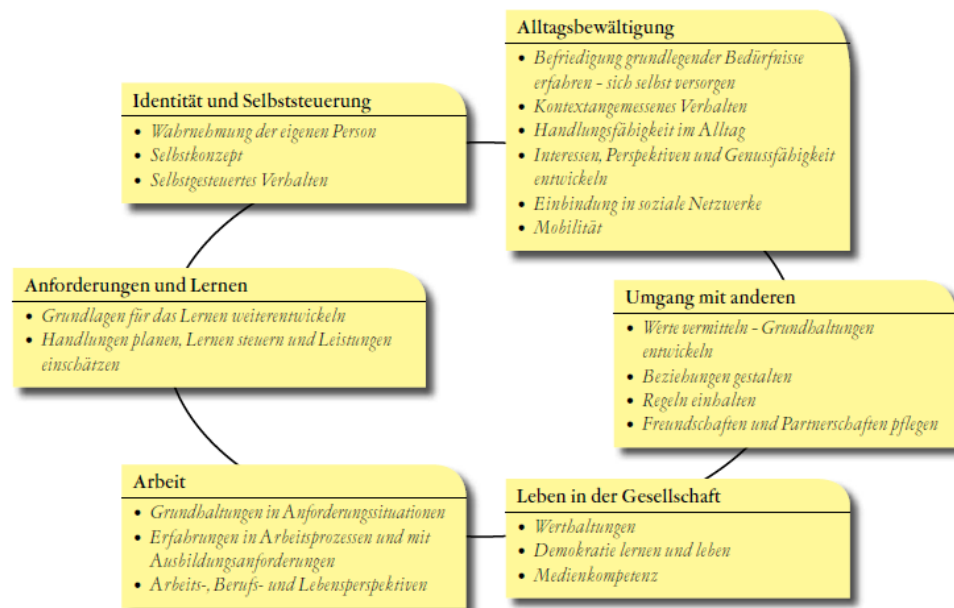 Alltagsbewältigung
• Befriedigung grundlegender Bedürfnisse
erfahren - sich selbst versorgen
• Kontextangemessenes Verhalten
• Handlungsfähigkeit im Alltag
• Interessen, Perspektiven und Genussfähigkeit
entwickeln
• Einbindung in soziale Netzwerke
• Mobilität
Identität und Selbststeuerung
• Wahrnehmung der eigenen Person
• Selbstkonzept
• Selbstgesteuertes Verhalten
Anforderungen und Lernen
• Grundlagen für das Lernen weiterentwickeln
• Handlungen planen, Lernen steuern und Leistungen
einschätzen
Umgang mit anderen
• Werte vermitteln - Grundhaltungen
entwickeln
• Beziehungen gestalten
• Regeln einhalten
• Freundschaften und Partnerschaften pflegen
Arbeit
• Grundhaltungen in Anforderungssituationen
• Erfahrungen in Arbeitsprozessen und mit
Ausbildungsanforderungen
• Arbeits-, Berufs- und Lebensperspektiven
Leben in der Gesellschaft
• Werthaltungen
• Demokratie lernen und leben
• Medienkompetenz